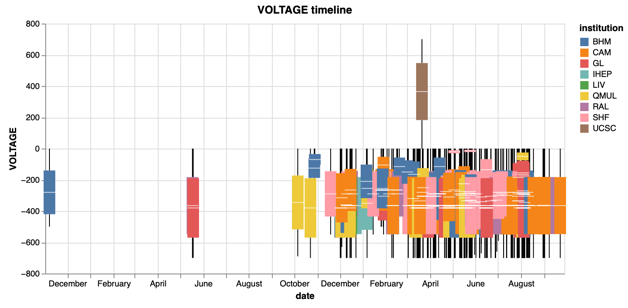 VOLTAGE timeline
institution
BHM
CAM
GL
IHEP
LIV
QMUL
RAL
SHF
UCSC
VOLTAGE
800
600
400
200
0
−200
−400
−600
−800
December February April June August October December February April June August
date